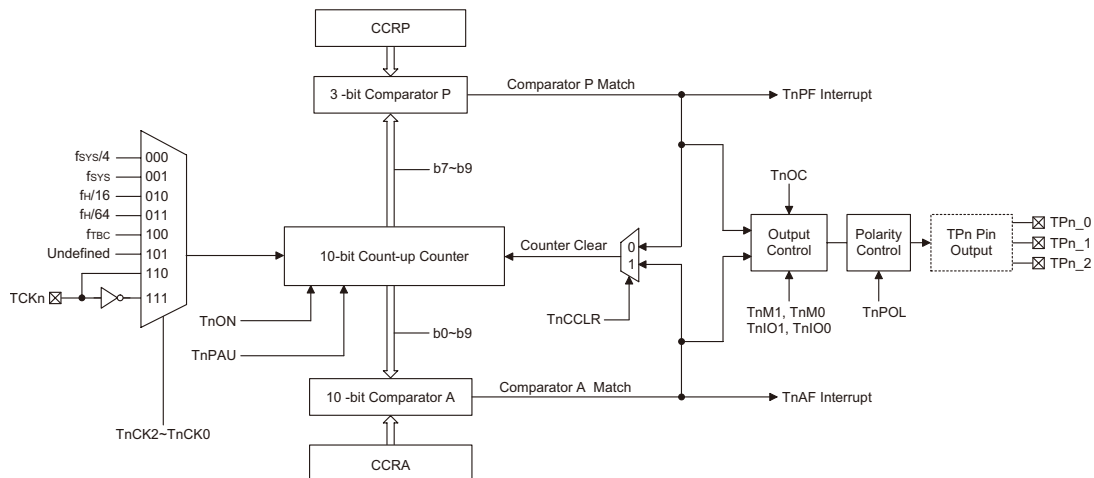 CCRP
3 -bit Comparator P
Comparator P Match
TnPF Interrupt
b7~b9
fSYS/4
000
fSYS
001
fH/16
010
fH/64
011
fTBC
100
Undefined
101
110
TCKn
111
TnCK2~TnCK0
10-bit Count-up Counter
TnON
TnPAU
Counter Clear
0
1
TnCCLR
TnOC
Output
Control
TnM1, TnM0
TnIO1, TnIO0
Polarity
Control
TnPOL
TPn Pin
Output
TPn_0
TPn_1
TPn_2
b0~b9
10 -bit Comparator A
Comparator A Match
TnAF Interrupt
CCRA